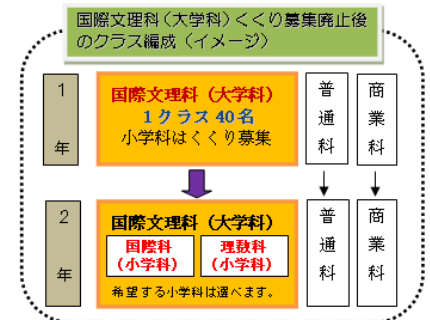 国際文理科(大学科)くくり募集廃止後
のクラス編成(イメージ)
1
年
国際文理科(大学科)
1クラス40名
小学科はくくり募集
普
通
科
商
業
科
2
年
国際文理科(大学科)
国際科
(小学科)
理数科
(小学科)
希望する小学科は選べます。
普
通
科
商
業
科